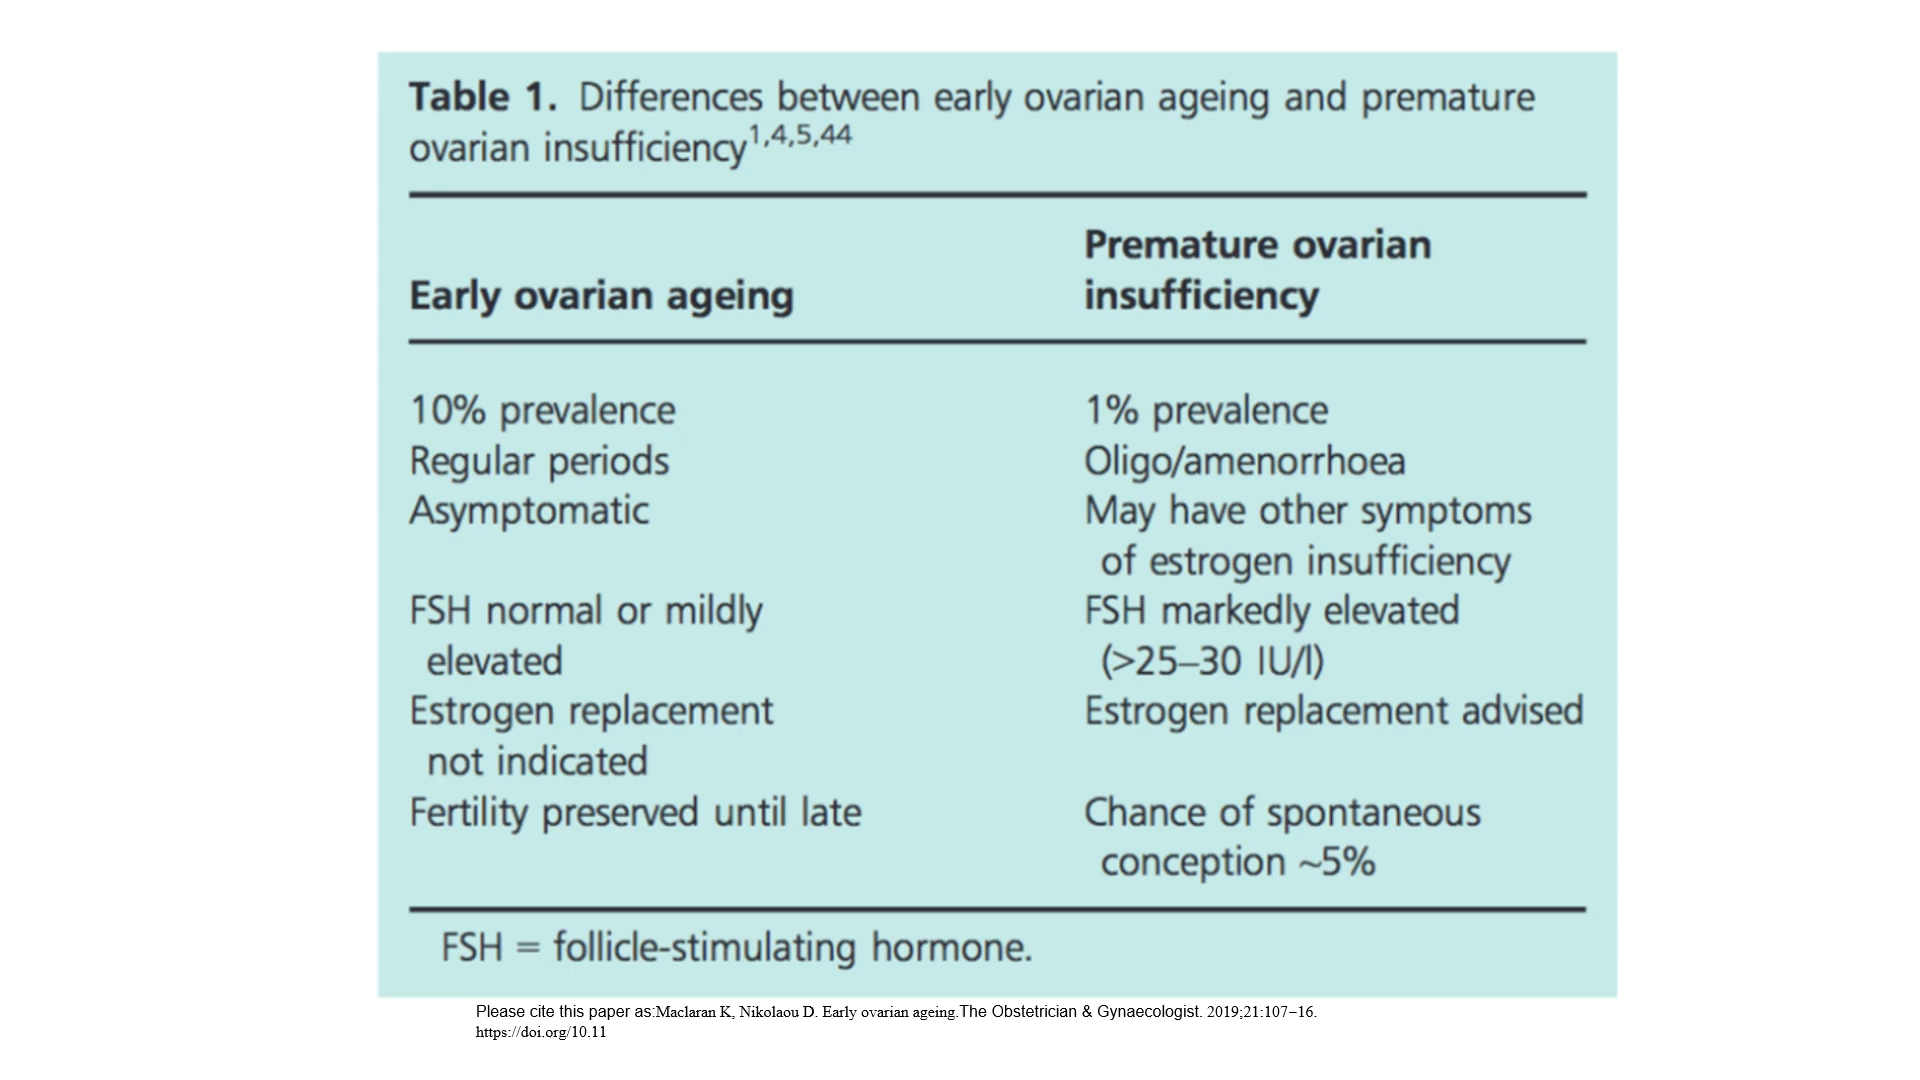 Table 1. Differences between early ovarian ageing and premature
ovarian insufficiency1,4,5,44
Early ovarian ageing
Premature ovarian
insufficiency
10% prevalence
1% prevalence
Regular periods
Oligo/amenorrhoea
Asymptomatic
May have other symptoms
of estrogen insufficiency
FSH normal or mildly
elevated
FSH markedly elevated
(>25–30 IU/l)
Estrogen replacement
not indicated
Estrogen replacement advised
Fertility preserved until late
Chance of spontaneous
conception ~5%
FSH = follicle-stimulating hormone.
Please cite this paper as:Maclaran K, Nikolaou D. Early ovarian ageing.The Obstetrician & Gynaecologist. 2019;21:107–16.
https://doi.org/10.11